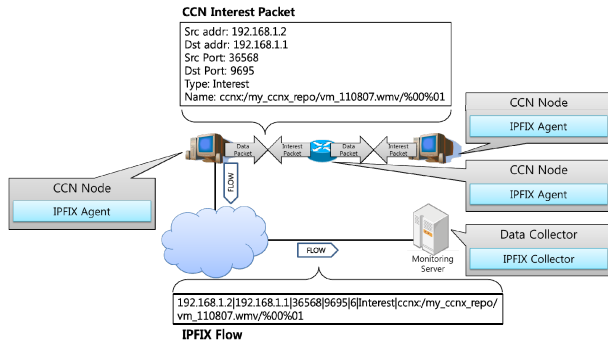 CCN Interest Packet
Src addr: 192.168.1.2
Dst addr: 192.168.1.1
Src Port: 36568
Dst Port: 9695
Type: Interest
Name: ccnx:/my_ccnx_repo/vm_110807.wmv/%00%01
CCN Node
IPFIX Agent
Data
Packet
Interest
Packet
Data
Packet
Interest
Packet
CCN Node
IPFIX Agent
CCN Node
IPFIX Agent
FLOW
FLOW
Monitoring
Server
Data Collector
IPFIX Collector
192.168.1.2|192.168.1.1|36568|9695|6|Interest|ccnx:/my_ccnx_repo/
vm_110807.wmv/%00%01
IPFIX Flow